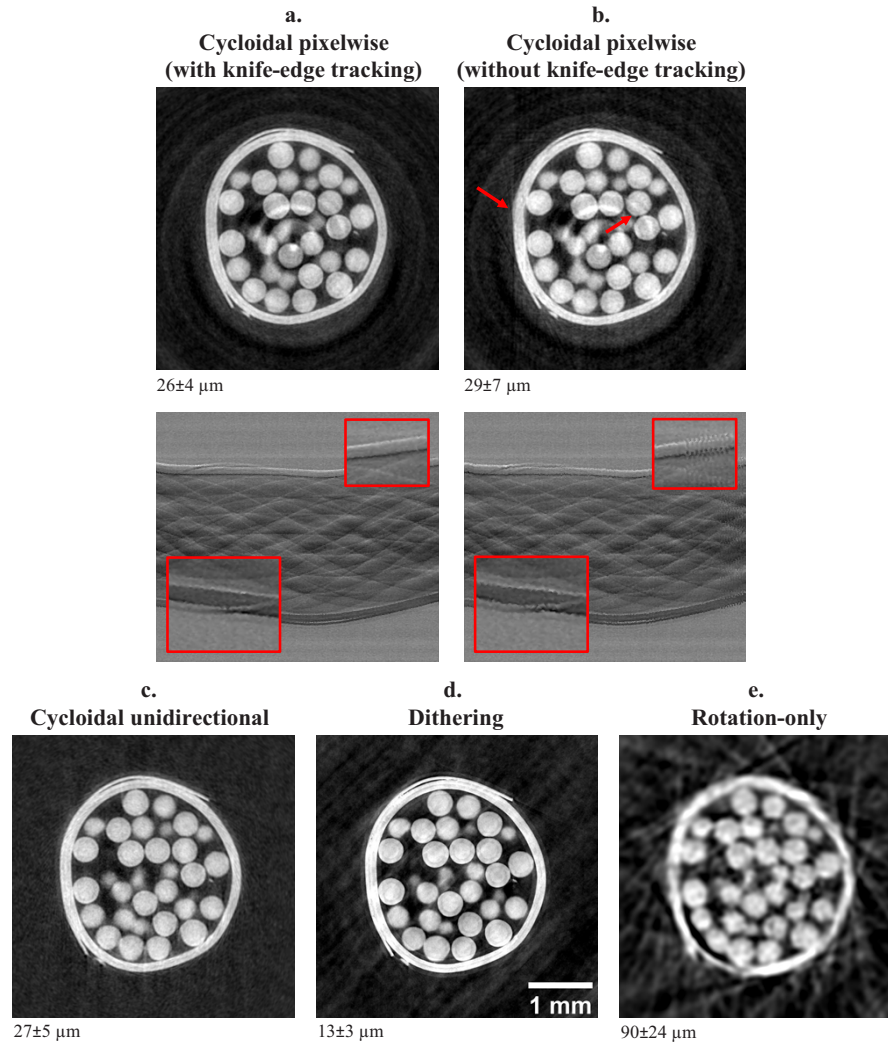 a.
Cycloidal pixelwise
(with knife-edge tracking)
b.
Cycloidal pixelwise
(without knife-edge tracking)
26±4 µm
29±7 µm
c.
Cycloidal unidirectional
d.
Dithering
e.
Rotation-only
1 mm
27±5 µm
13±3 µm
90±24 µm